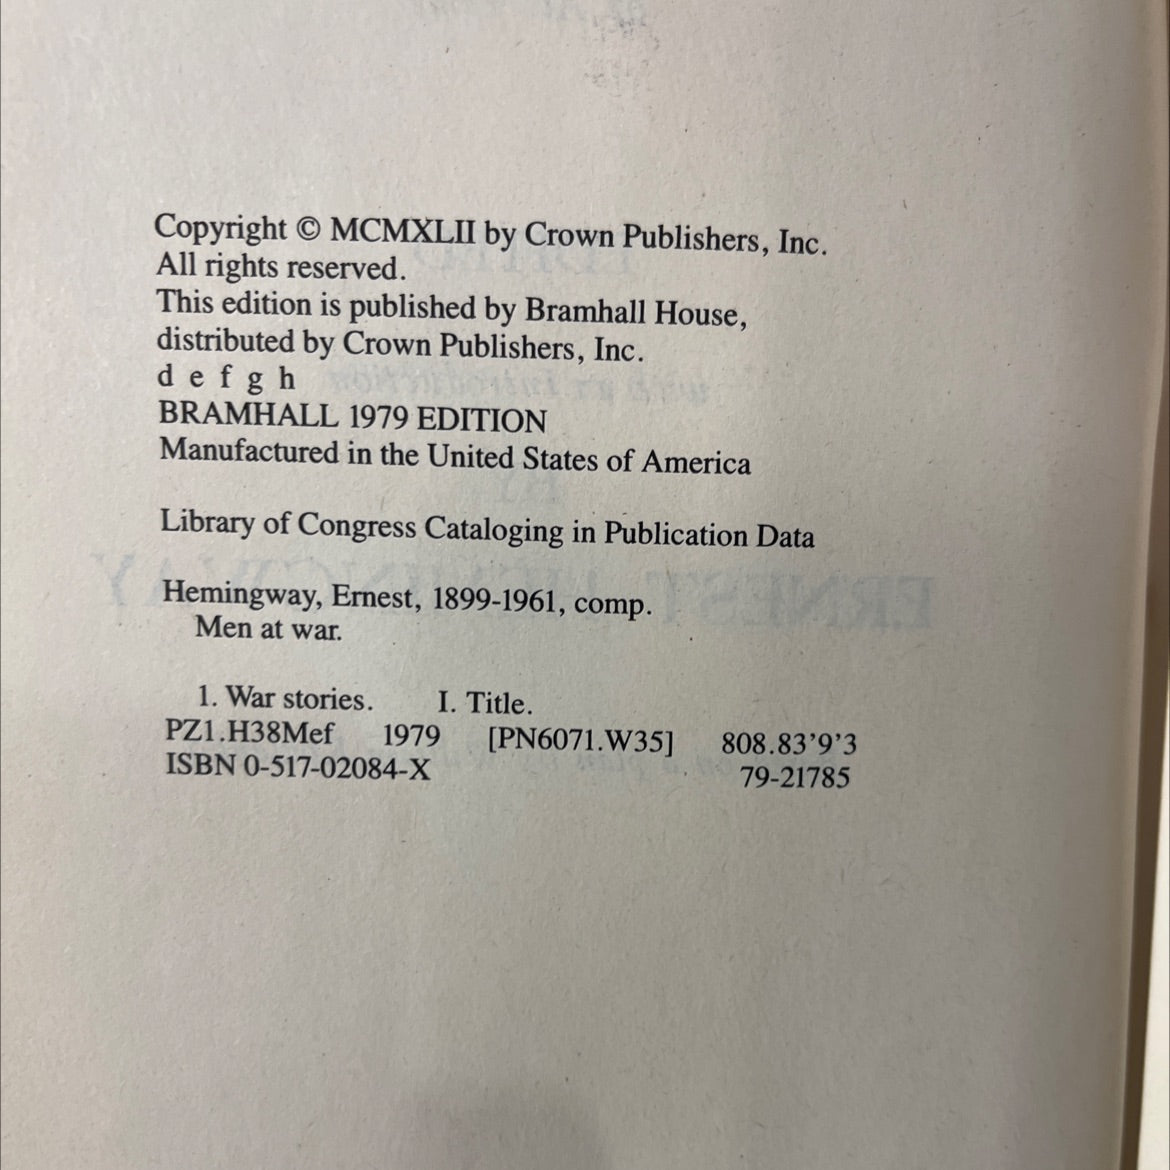 Copyright © MCMXLII by Crown Publishers, Inc.
All rights reserved.
This edition is published by Bramhall House,
distributed by Crown Publishers, Inc.
d e f g h
BRAMHALL 1979 EDITION
Manufactured in the United States of America
Library of Congress Cataloging in Publication Data
Hemingway, Ernest, 1899-1961, comp.
Men at war.
1. War stories. I. Title.
PZ1.H38Mef 1979 [PN6071.W35] 808.83'9'3
ISBN 0-517-02084-X 79-21785